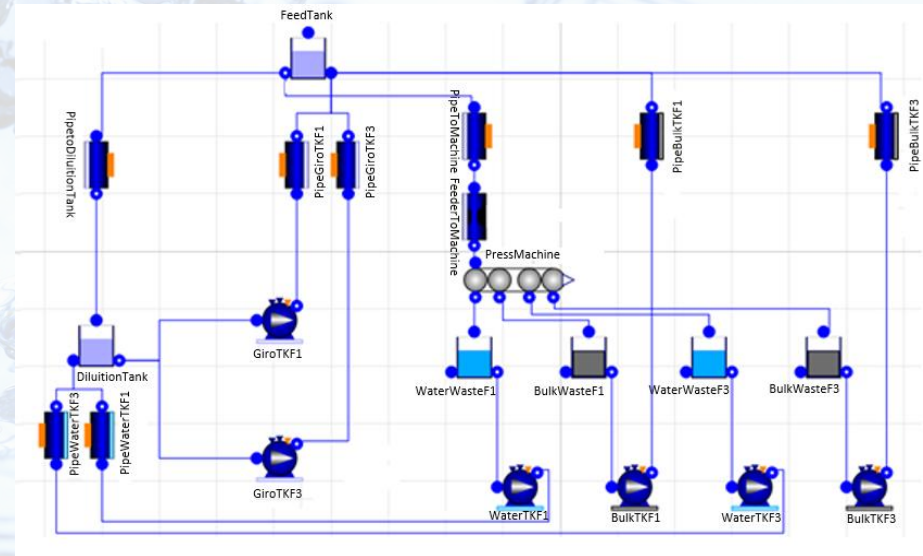 FeedTank
PipetoDiluitionTank
PipeGiroTKF1
PipeGiroTKF3
PipeToMachine
FeederToMachine
PipeBulkTKF1
PipeBulkTKF3
PressMachine
GiroTKF1
DiluitionTank
WaterWasteF1
BulkWasteF1
WaterWasteF3
BulkWasteF3
PipeWaterTKF3
PipeWaterTKF1
GiroTKF3
WaterTKF1
BulkTKF1
WaterTKF3
BulkTKF3